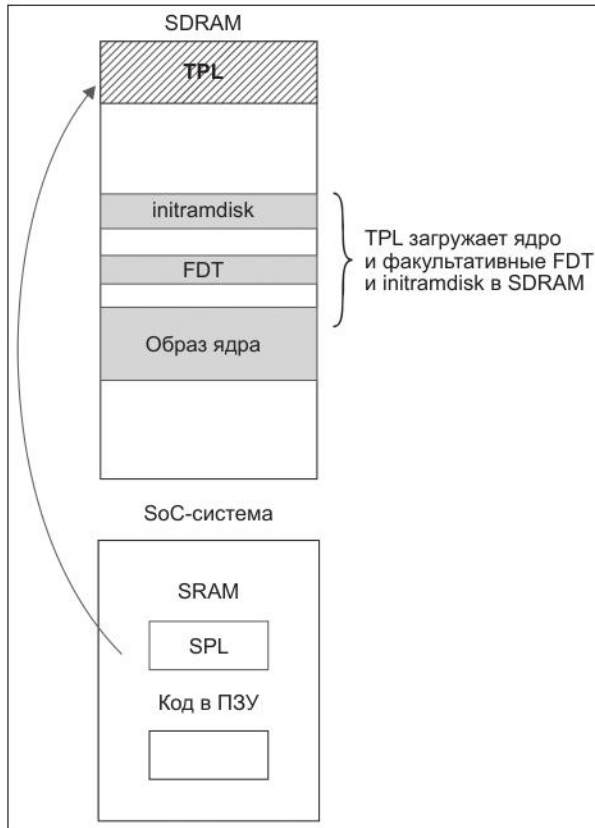 SDRAM
TPL
initramdisk
FDT
Образ ядра
TPL загружает ядро
и факультативные FDT
и initramdisk в SDRAM
SoC-система
SRAM
SPL
Код в ПЗУ